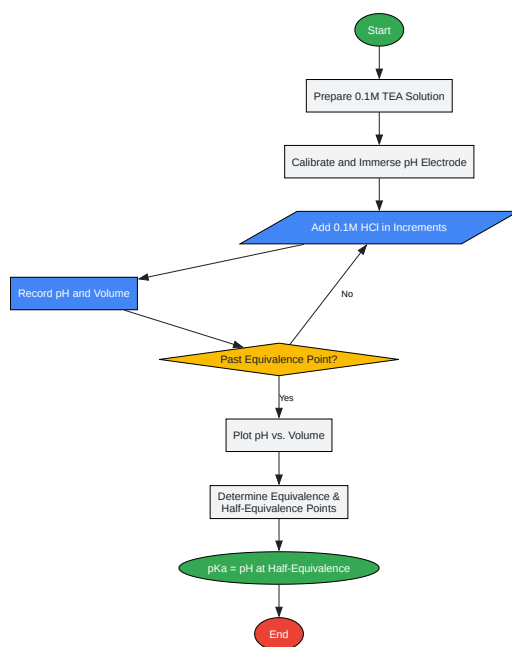 Start
Prepare 0.1M TEA Solution
Calibrate and Immerse pH Electrode
Add 0.1M HCl in Increments
Record pH and Volume
No
Past Equivalence Point?
Yes
Plot pH vs. Volume
Determine Equivalence &
Half-Equivalence Points
pKa = pH at Half-Equivalence
End